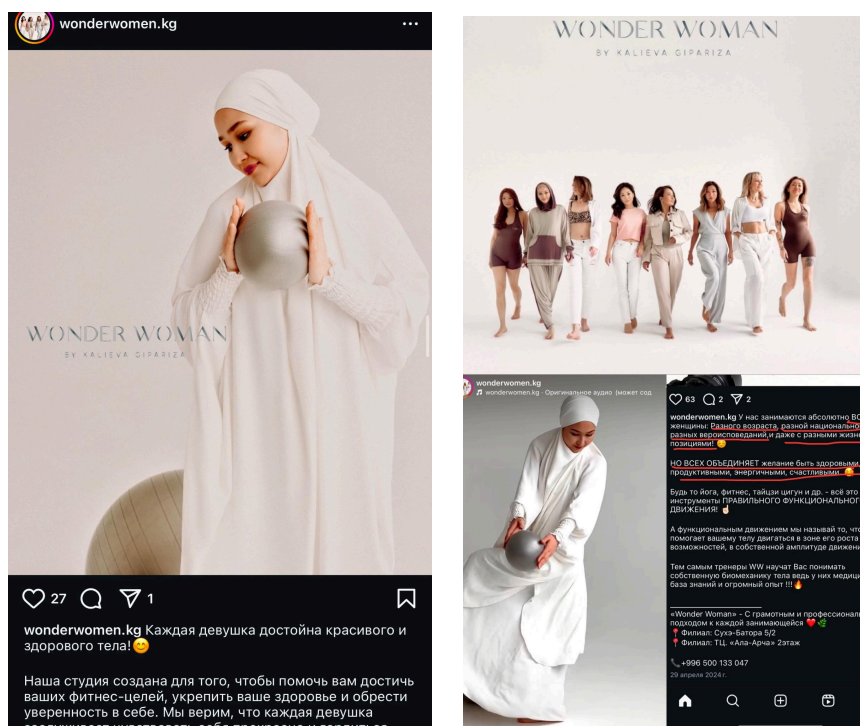 wonderwomen.kg
WONDER WOMAN
BY KALIEVA GIPARIZA
27
1
wonderwomen.kg Каждая девушка достойна красивого и
здорового тела!😊
Наша студия создана для того, чтобы помочь вам достичь
ваших фитнес-целей, укрепить ваше здоровье и обрести
уверенность в себе. Мы верим, что каждая девушка
WONDER WOMAN
BY KALIEVA GIPARIZA
wonderwomen.kg
wonderwomen.kg · Оригинальное аудио (может сод
63
2
2
wonderwomen.kg У нас занимаются абсолютно
женщины: Разного возраста, разной
разных вероисповеданий,и даже с разными
позициями! 😊
НО ВСЕХ ОБЪЕДИНЯЕТ желание быть здоровыми,
продуктивными, энергичными, счастливыми. 🥰
Будь то йога, фитнес, тайцзи цигун и др. - всё это
инструменты ПРАВИЛЬНОГО
ДВИЖЕНИЯ! ☝🏻
А функциональным движением мы называй то,
помогает вашему телу двигаться в зоне его роста
возможностей, в собственной амплитуде
Тем самым тренеры WW научат Вас понимать
собственную биомеханику тела ведь у них
база знаний и огромный опыт !!!🔥
«Wonder Woman» - С грамотным и
подходом к каждой занимающейся ❤️🌿
📍Филиал: Сухэ-Батора 5/2
📍Филиал: ТЦ. «Ала-Арча» 2этаж
📞+996 500 133 047
29 апреля 2024 г.